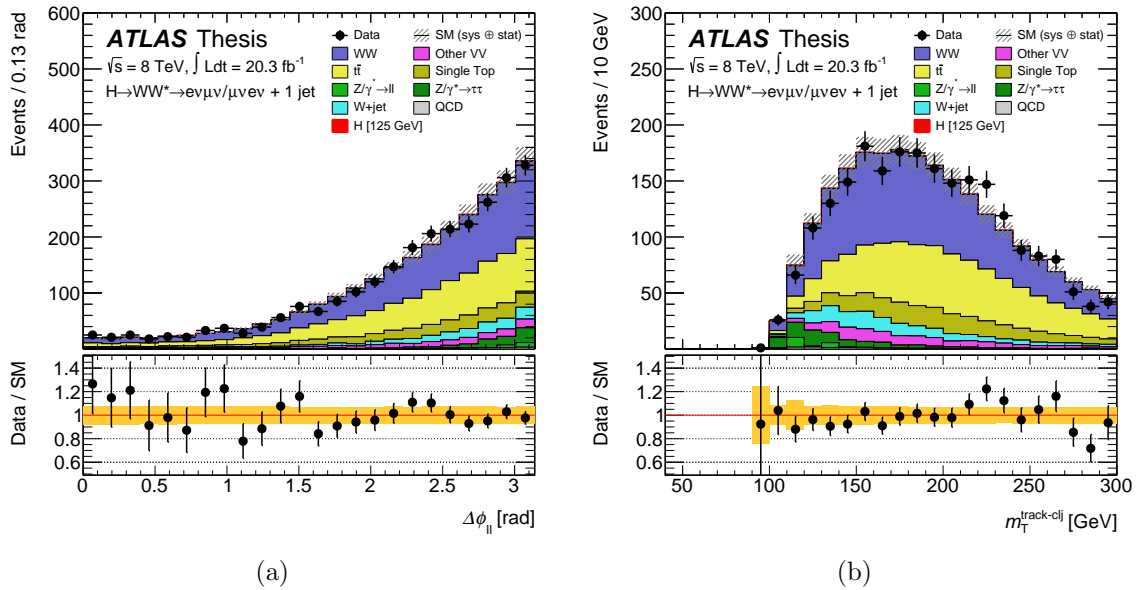 ATLAS Thesis
√s = 8 TeV, ∫ Ldt = 20.3 fb⁻¹
H→WW*→eνμν/μνeν + 1 jet
Data
SM (sys ⊕ stat)
WW
Other VV
tt̄
Single Top
Z/γ* →ll
Z/γ*→ττ
W+jet
QCD
H [125 GeV]
Events / 0.13 rad
600
500
400
300
200
100
Data / SM
1.4
1.2
1
0.8
0.6
0 0.5 1 1.5 2 2.5 3
Δϕ_ll [rad]
(a)
ATLAS Thesis
√s = 8 TeV, ∫ Ldt = 20.3 fb⁻¹
H→WW*→eνμν/μνeν + 1 jet
Data
SM (sys ⊕ stat)
WW
Other VV
tt̄
Single Top
Z/γ* →ll
Z/γ*→ττ
W+jet
QCD
H [125 GeV]
Events / 10 GeV
300
250
200
150
100
50
0
Data / SM
1.4
1.2
1
0.8
0.6
50 100 150 200 250 300
m_T^track-clj [GeV]
(b)